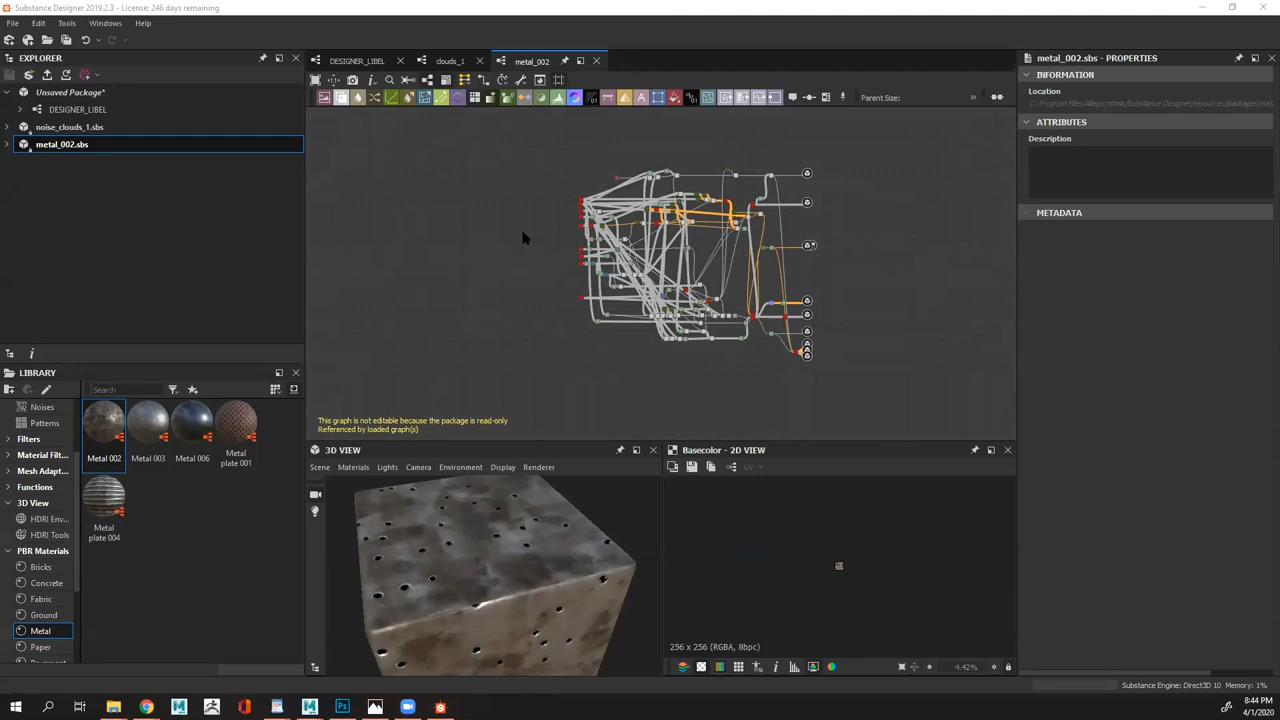 Substance Designer 2019.2.3 - License: 246 days remaining
File Edit Tools Windows Help
EXPLORER
DESIGNER_LIBEL clouds_1 metal_002
metal_002.sbs - PROPERTIES
INFORMATION
Location
ATTRIBUTES
Description
METADATA
Parent Size:
Unsaved Package*
DESIGNER_LIBEL
noise_clouds_1.sbs
metal_002.sbs
This graph is not editable because the package is read-only
Referenced by loaded graph(s)
LIBRARY
Search
Noises
Patterns
Filters
Material Filt...
Mesh Adapt...
Functions
3D View
HDRI Env...
HDRI Tools
PBR Materials
Bricks
Concrete
Fabric
Ground
Metal
Paper
Metal 002 Metal 003 Metal 006 Metal
plate 001
Metal
plate 004
3D VIEW
Scene Materials Lights Camera Environment Display Renderer
Basecolor - 2D VIEW
UV
256 x 256 (RGBA, 8bpc)
4.42%
Substance Engine: Direct3D 10 Memory: 1%
8:44 PM
4/1/2020